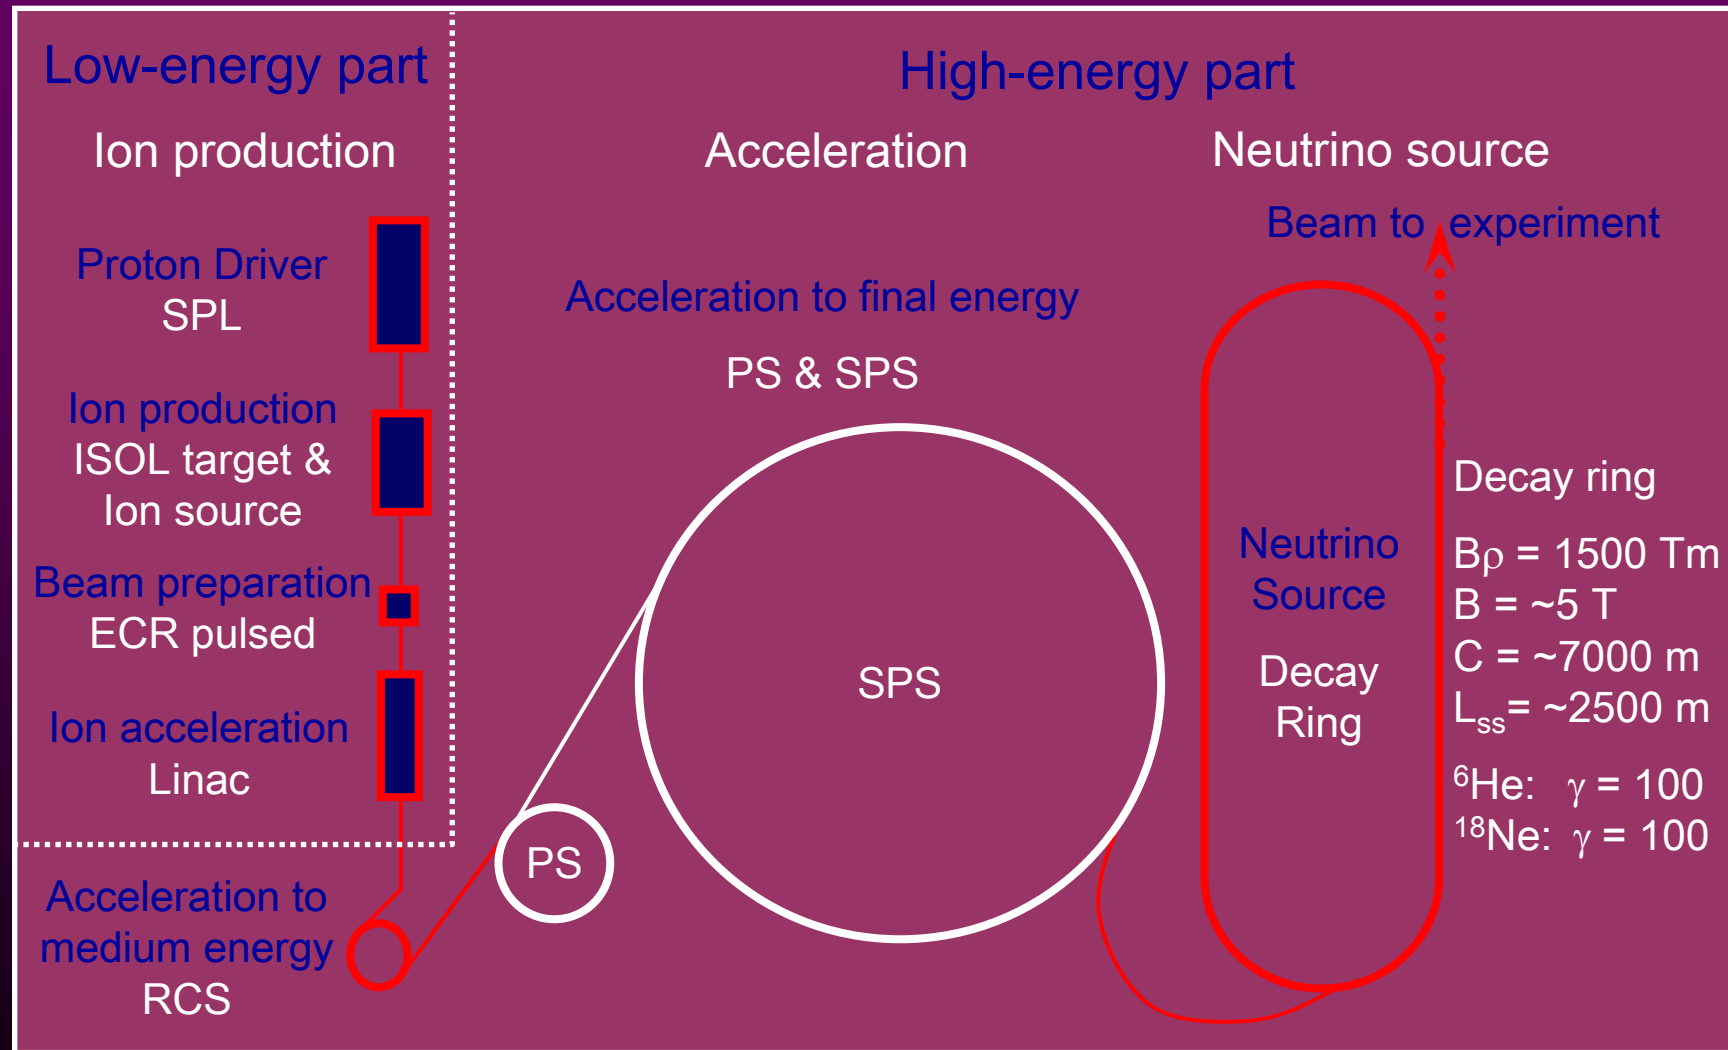 Low-energy part
High-energy part
Ion production
Acceleration
Neutrino source
Beam to experiment
Proton Driver
SPL
Acceleration to final energy
PS & SPS
Ion production
ISOL target &
Ion source
Beam preparation
ECR pulsed
Ion acceleration
Linac
Acceleration to
medium energy
RCS
PS
SPS
Neutrino
Source
Decay
Ring
Decay ring
Bρ = 1500 Tm
B = ~5 T
C = ~7000 m
Lss= ~2500 m
⁶He: γ = 100
¹⁸Ne: γ = 100